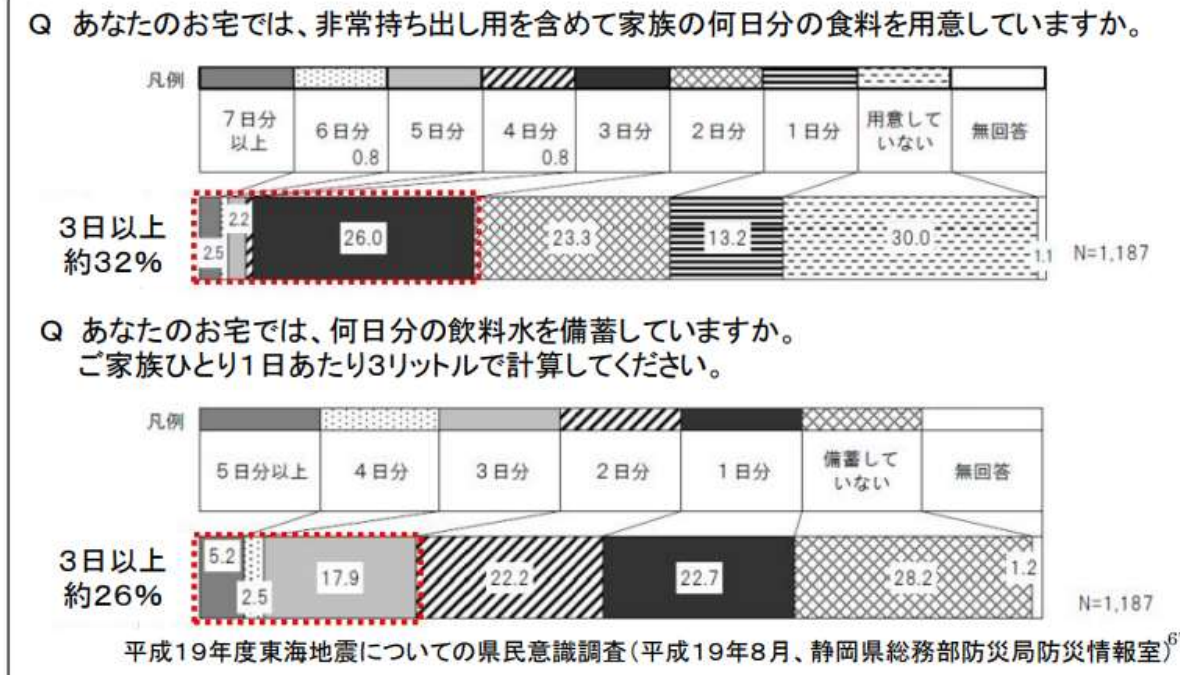 Q あなたのお宅では、非常持ち出し用を含めて家族の何日分の食料を用意していますか。
凡例
7日分
以上
6日分
0.8
5日分
4日分
0.8
3日分
2日分
1日分
用意して
いない
無回答
3日以上
約32%
2.5
2.2
26.0
23.3
13.2
30.0
1.1
N=1,187
Q あなたのお宅では、何日分の飲料水を備蓄していますか。
ご家族ひとり1日あたり3リットルで計算してください。
凡例
5日分以上
4日分
3日分
2日分
1日分
備蓄して
いない
無回答
3日以上
約26%
5.2
2.5
17.9
22.2
22.7
28.2
1.2
N=1,187
平成19年度東海地震についての県民意識調査(平成19年8月、静岡県総務部防災局防災情報室)